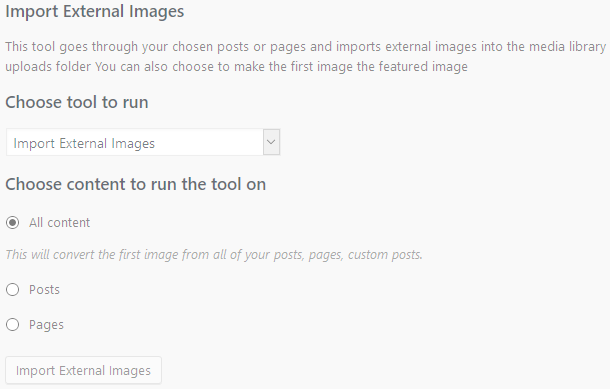 Import External Images
This tool goes through your chosen posts or pages and imports external images into the media library
uploads folder You can also choose to make the first image the featured image
Choose tool to run
Import External Images
Choose content to run the tool on
All content
This will convert the first image from all of your posts, pages, custom posts.
Posts
Pages
Import External Images